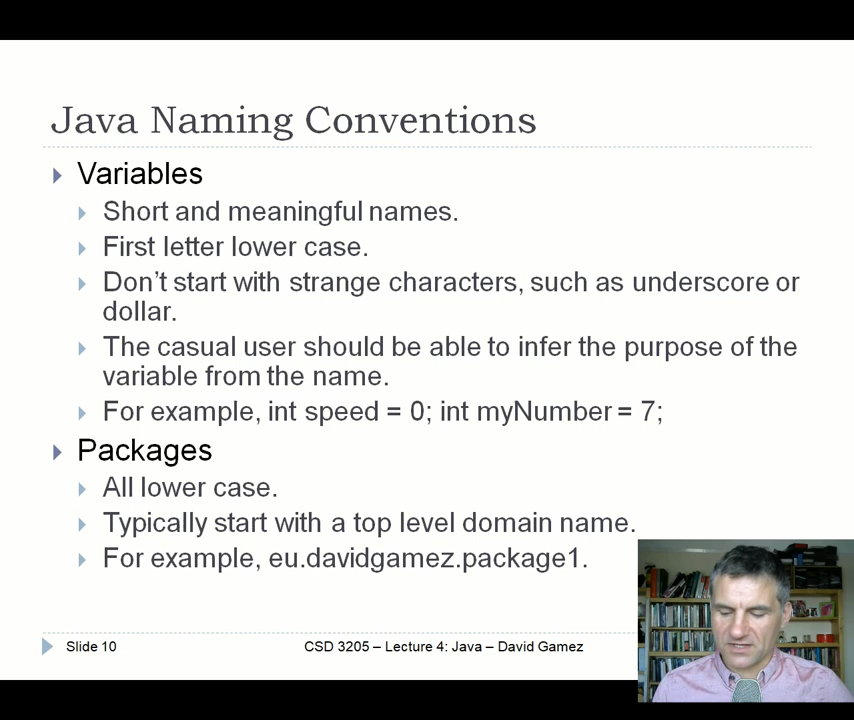 Java Naming Conventions
Variables
Short and meaningful names.
First letter lower case.
Don't start with strange characters, such as underscore or
dollar.
The casual user should be able to infer the purpose of the
variable from the name.
For example, int speed = 0; int myNumber = 7;
Packages
All lower case.
Typically start with a top level domain name.
For example, eu.davidgamez.package1.
Slide 10
CSD 3205 – Lecture 4: Java – David Gamez